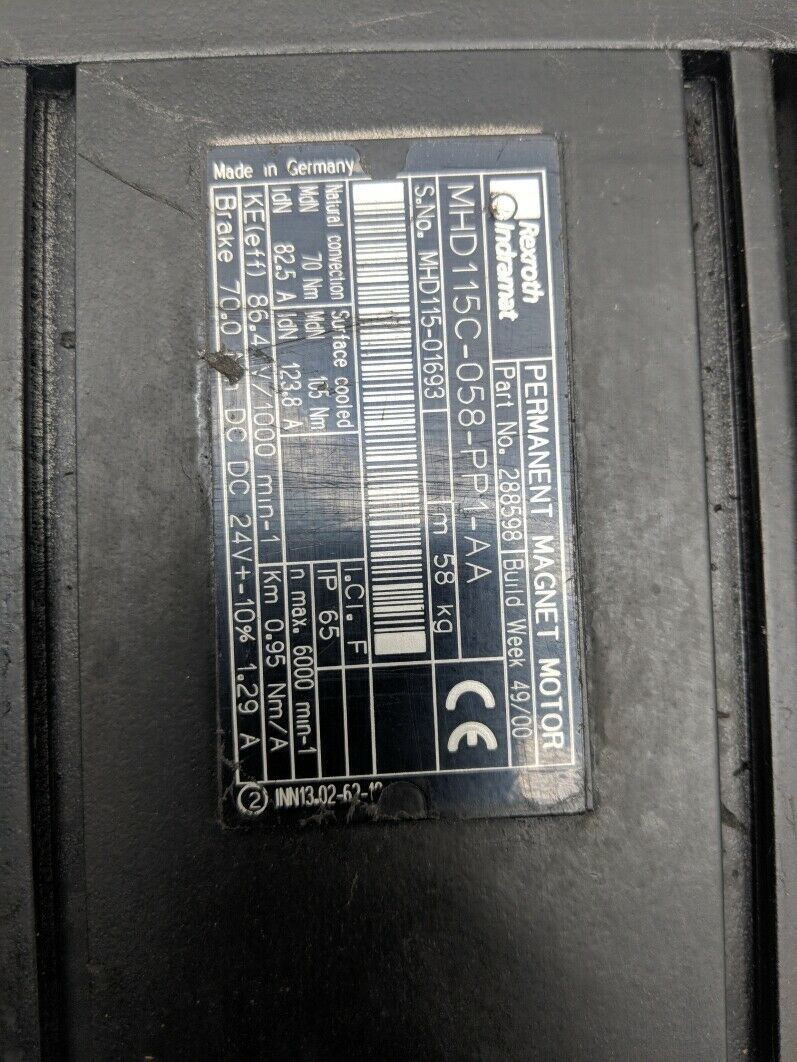 Rexroth
Indramat
PERMANENT MAGNET MOTOR
Part No. 288598 Build Week 49/00
MHD115C-058-PP1-AA
S.No. MHD115-01693
m 58 kg
CE
Natural convection Surface cooled
MdN 70 Nm MdN 105 Nm
IdN 82.5 A IdN 123.8 A
I.Cl. F
IP 65
n max. 6000 min-1
KE(eff) 86.4 V/1000 min-1
Km 0.95 Nm/A
Brake 70.0 DC DC 24V+-10% 1.29 A
Made in Germany
2 INN13.02-62-12